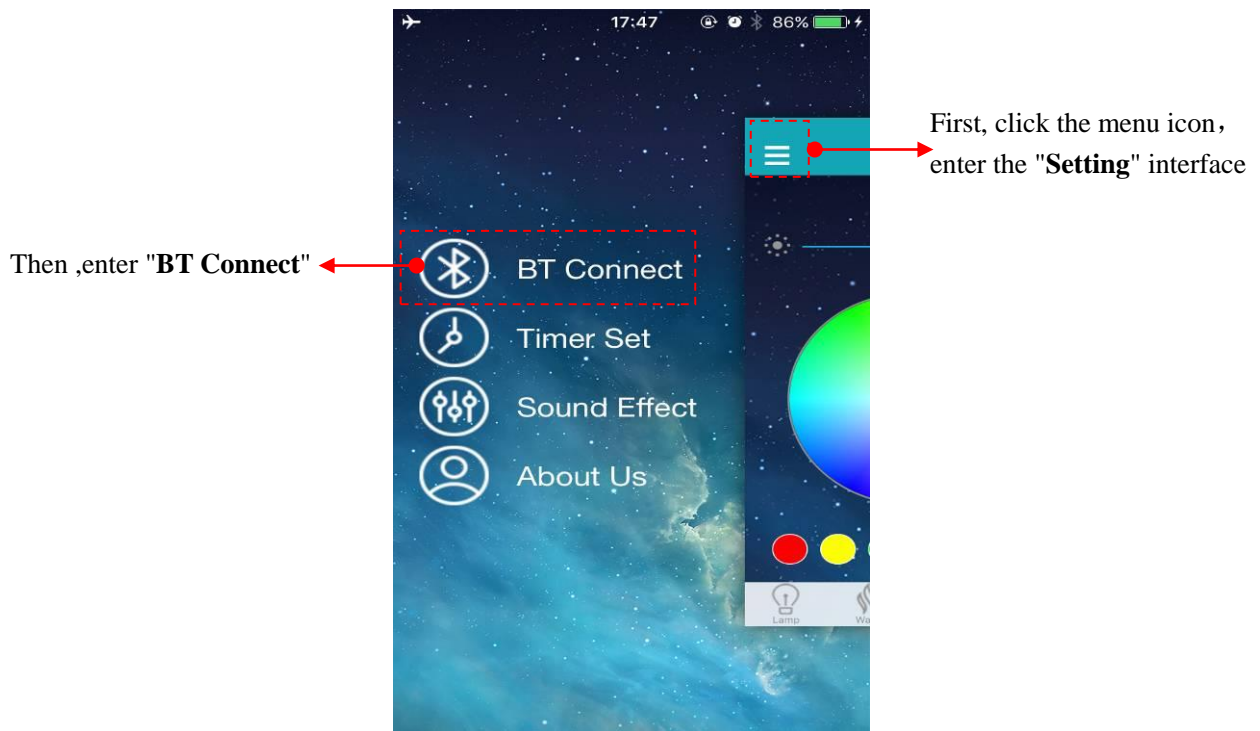 17:47 86%
First, click the menu icon，
enter the "Setting" interface
Then ,enter "BT Connect"
BT Connect
Timer Set
Sound Effect
About Us
Lamp